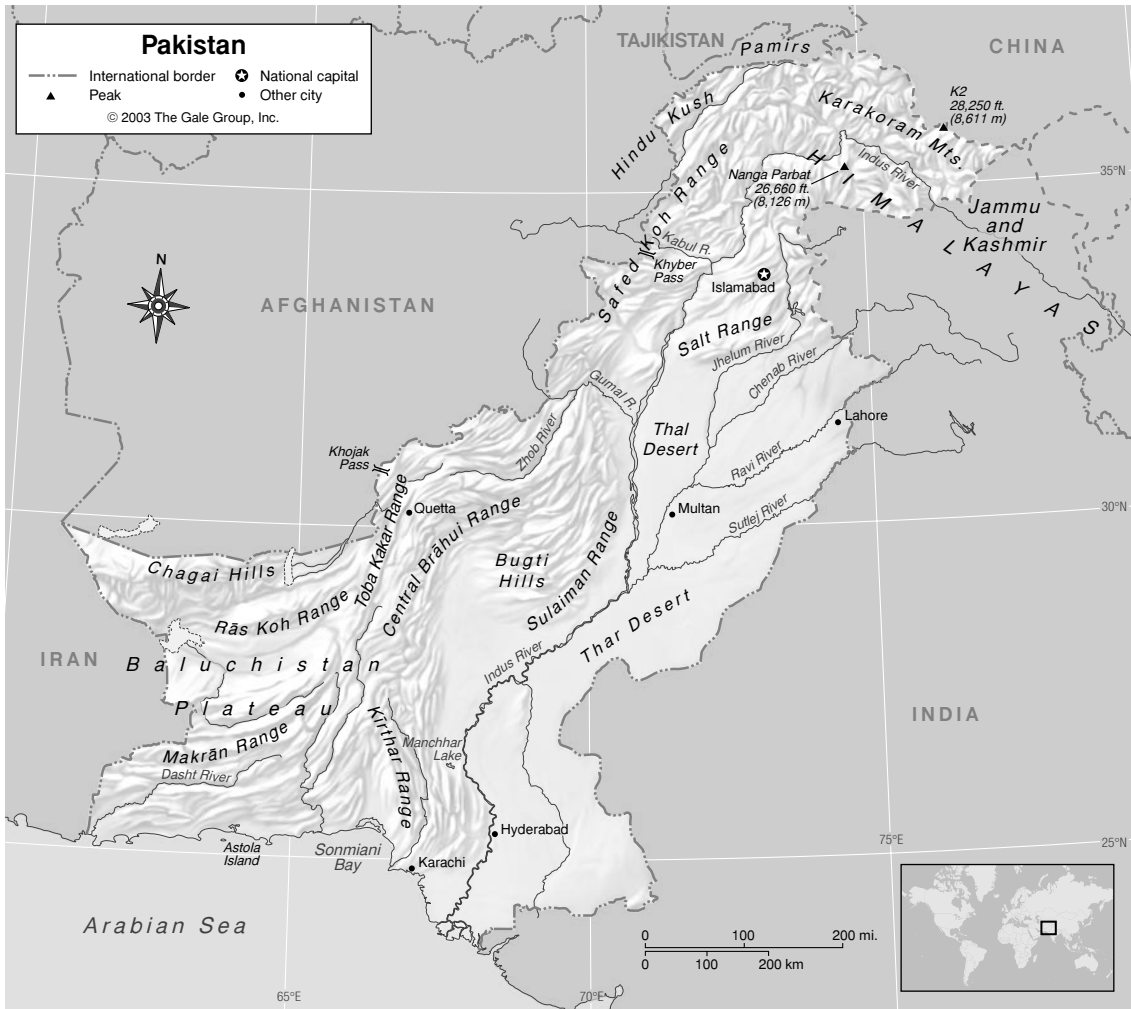 Pakistan
International border
National capital
Peak
Other city
© 2003 The Gale Group, Inc.
TAJIKISTAN
Pamirs
CHINA
Hindu Kush
Karakoram Mts.
K2
28,250 ft.
(8,611 m)
Nanga Parbat
26,660 ft.
(8,126 m)
Indus River
35°N
HIMALAYAS
Jammu
and
Kashmir
Safed Koh Range
Kabul R.
Khyber
Pass
Islamabad
N
AFGHANISTAN
Salt Range
Jhelum River
Chenab River
Gumal R.
Lahore
Thal
Desert
Zhob River
Khojak
Pass
Ravi River
Quetta
Multan
Sutlej River
30°N
Toba Kakar Range
Central Brāhui Range
Bugti
Hills
Sulaiman Range
Chagai Hills
Rās Koh Range
Thar Desert
IRAN
Baluchistan
Plateau
Indus River
INDIA
Makrān Range
Dasht River
Kīrthar Range
Manchhar
Lake
Hyderabad
75°E
25°N
Astola
Island
Sonmiani
Bay
Karachi
Arabian Sea
0 100 200 mi.
0 100 200 km
65°E
70°E